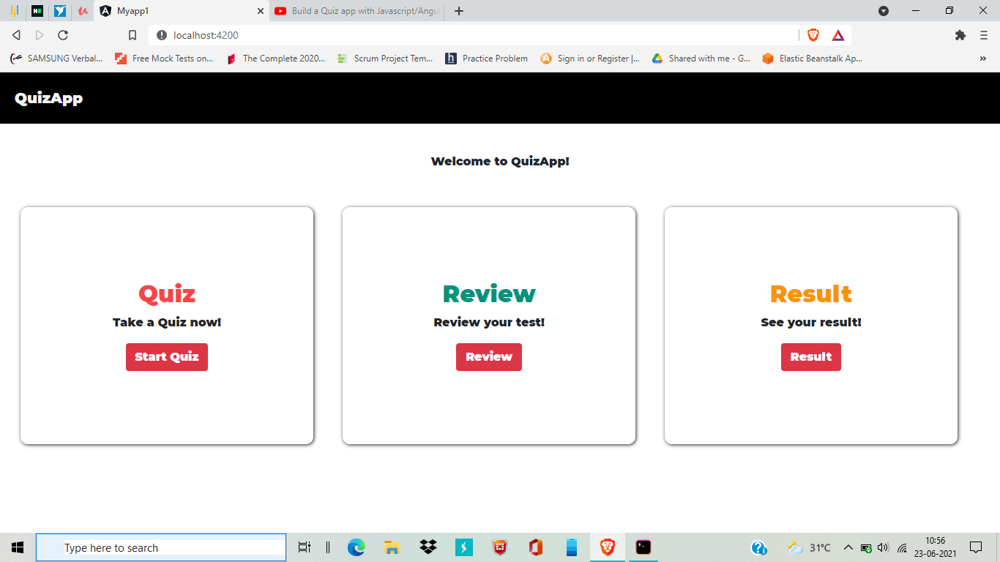 Myapp1
Build a Quiz app with Javascript/Angu
localhost:4200
SAMSUNG Verbal...
Free Mock Tests on...
The Complete 2020...
Scrum Project Tem...
Practice Problem
Sign in or Register |...
Shared with me - G...
Elastic Beanstalk Ap...
QuizApp
Welcome to QuizApp!
Quiz
Take a Quiz now!
Start Quiz
Review
Review your test!
Review
Result
See your result!
Result
Type here to search
31°C
10:56
23-06-2021